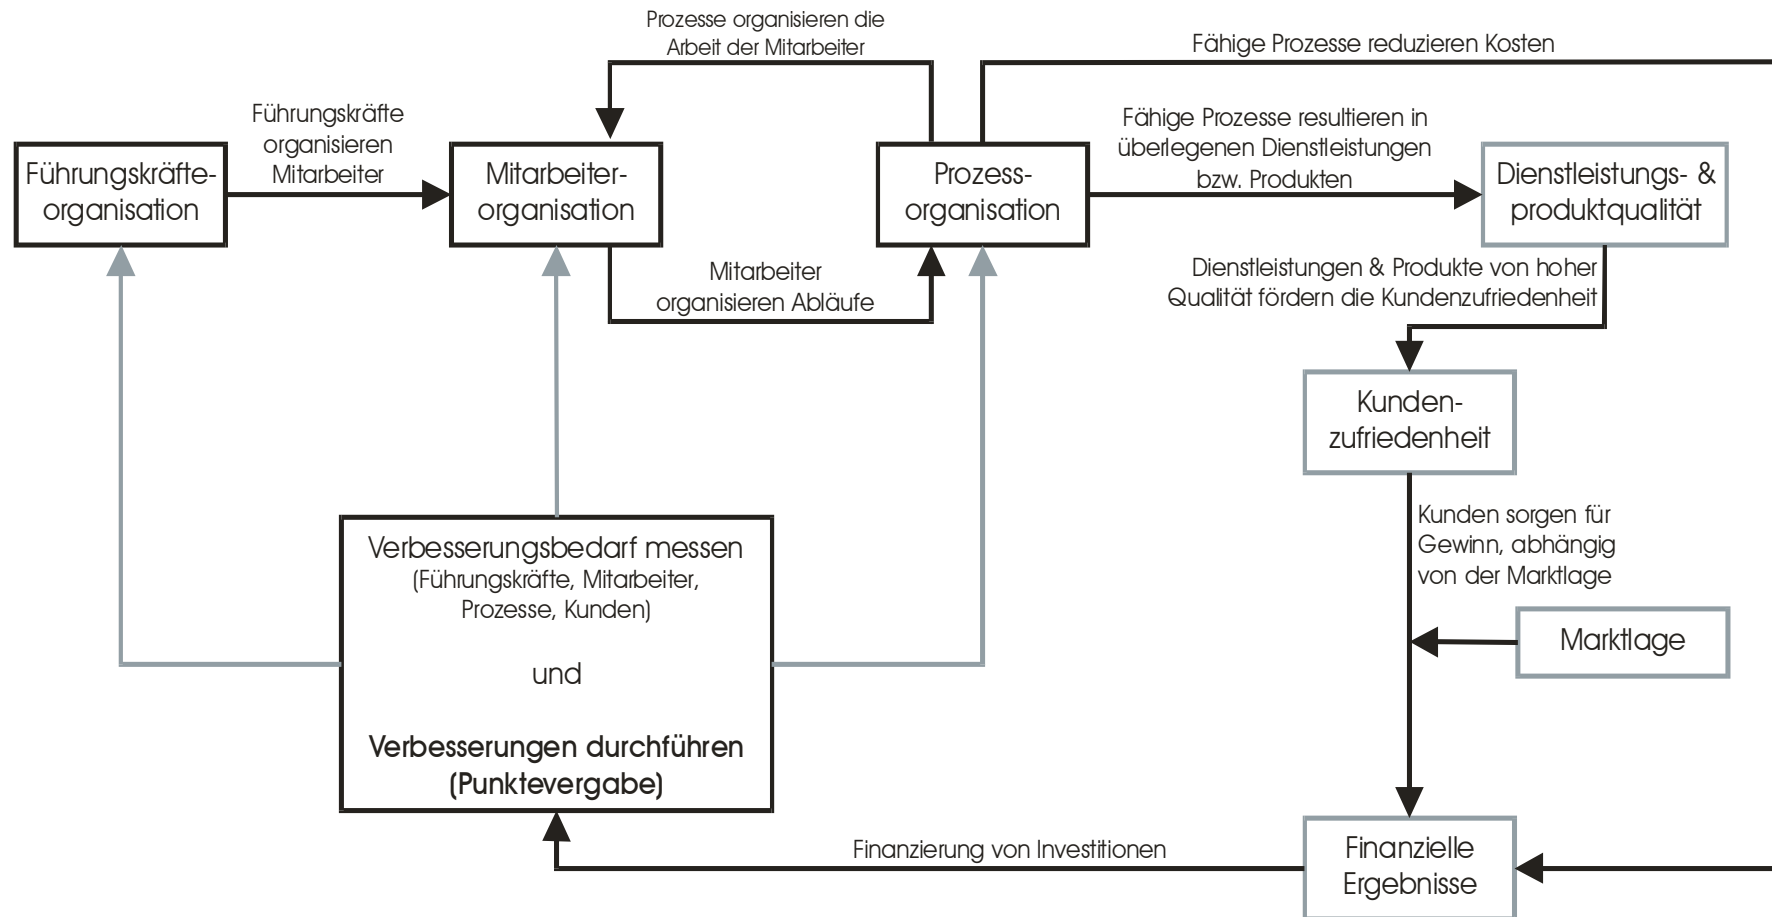 Prozesse organisieren die
Arbeit der Mitarbeiter
Fähige Prozesse reduzieren Kosten
Führungskräfte
organisieren
Mitarbeiter
Fähige Prozesse resultieren in
überlegenen Dienstleistungen
bzw. Produkten
Führungskräfte-
organisation
Mitarbeiter-
organisation
Prozess-
organisation
Dienstleistungs- &
produktqualität
Mitarbeiter
organisieren Abläufe
Dienstleistungen & Produkte von hoher
Qualität fördern die Kundenzufriedenheit
Kunden-
zufriedenheit
Kunden sorgen für
Gewinn, abhängig
von der Marktlage
Marktlage
Verbesserungsbedarf messen
(Führungskräfte, Mitarbeiter,
Prozesse, Kunden)
und
Verbesserungen durchführen
(Punktevergabe)
Finanzierung von Investitionen
Finanzielle
Ergebnisse